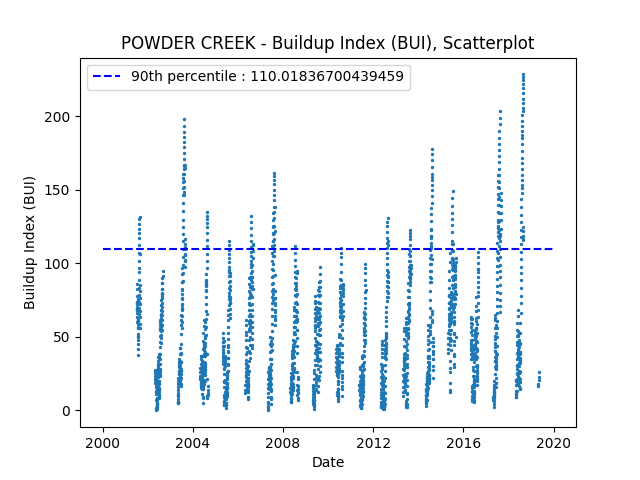 POWDER CREEK - Buildup Index (BUI), Scatterplot
90th percentile : 110.01836700439459
Buildup Index (BUI)
200
150
100
50
0
2000 2004 2008 2012 2016 2020
Date